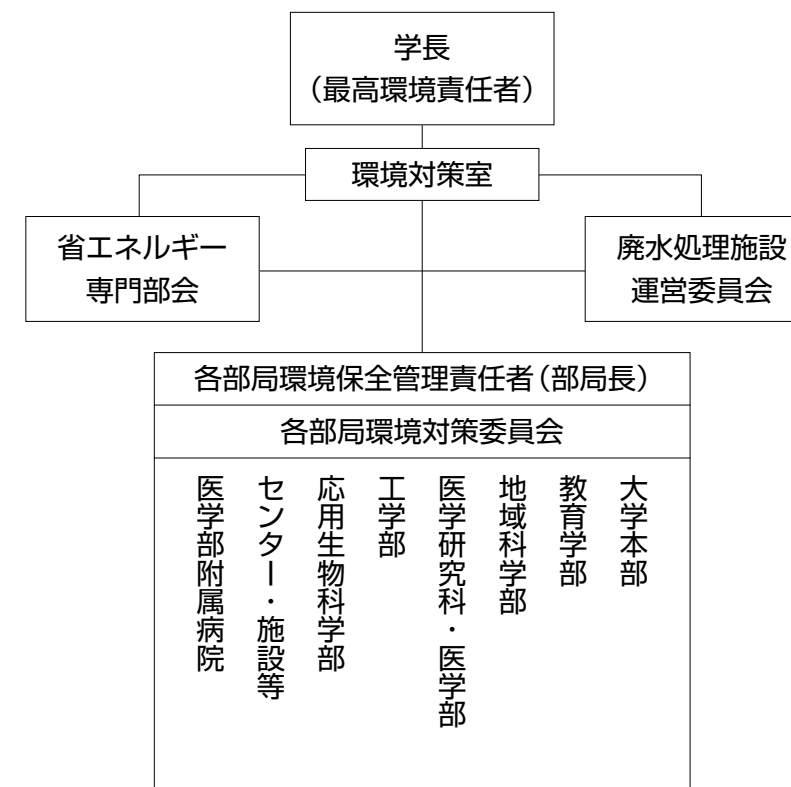 学長
（最高環境責任者）
環境対策室
省エネルギー
専門部会
廃水処理施設
運営委員会
各部局環境保全管理責任者（部局長）
各部局環境対策委員会
大学本部
教育学部
地域科学部
医学研究科・医学部
工学部
応用生物科学部
センター・施設等
医学部附属病院